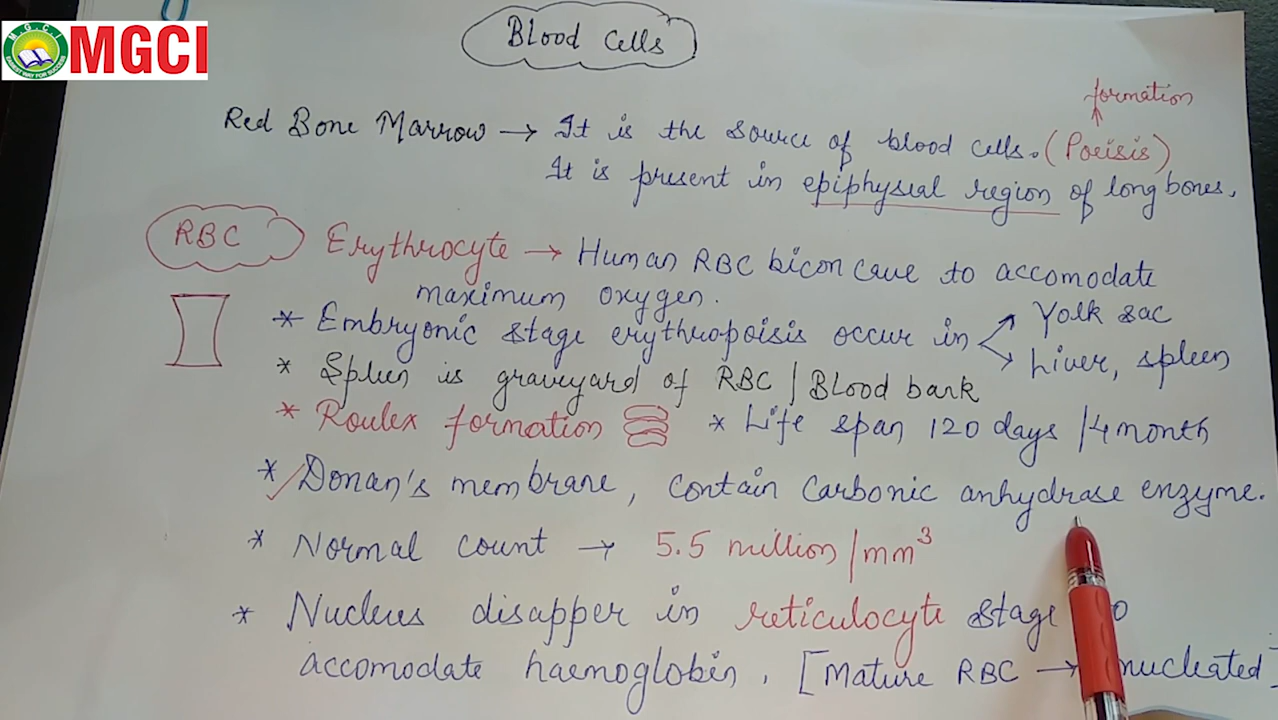 M.G.C.I
MGCI
Blood Cells
formation
Red Bone Marrow → It is the source of blood cells. (Poeisis)
It is present in epiphyseal region of long bones.
RBC Erythrocyte → Human RBC biconcave to accomodate
maximum oxygen.
* Embryonic stage erythropoisis occur in Yolk sac
Liver, spleen
* Spleen is graveyard of RBC | Blood bank
* Roulex formation * Life span 120 days /4 month
* Donan's membrane, contain carbonic anhydrase enzyme.
* Normal count → 5.5 million/mm³
* Nucleus disapper in reticulocyte stage
accomodate haemoglobin. [Mature RBC → nucleated]